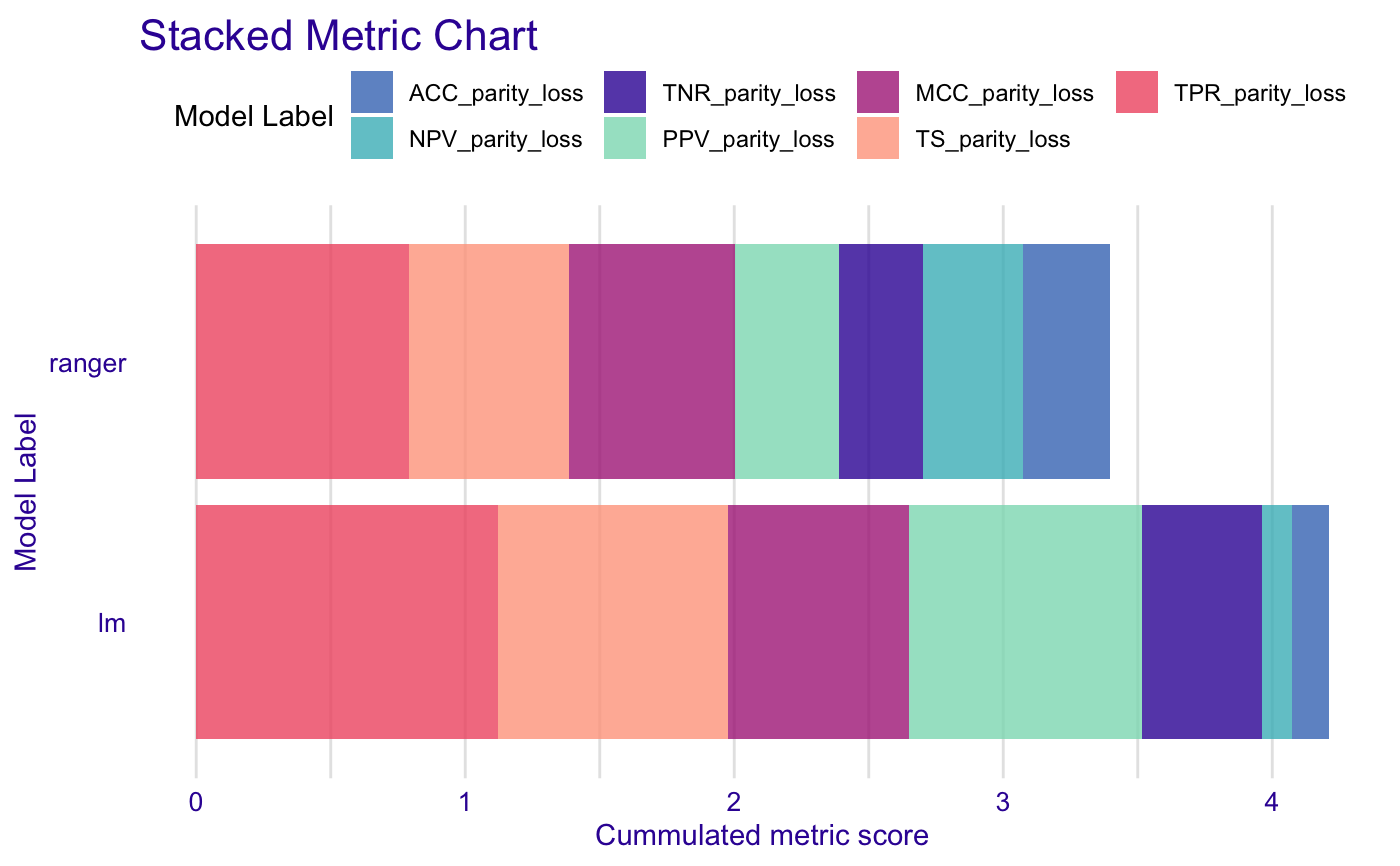 Stacked Metric Chart
Model Label
ACC_parity_loss TNR_parity_loss MCC_parity_loss TPR_parity_loss
NPV_parity_loss PPV_parity_loss TS_parity_loss
Model Label
ranger
lm
0 1 2 3 4
Cummulated metric score